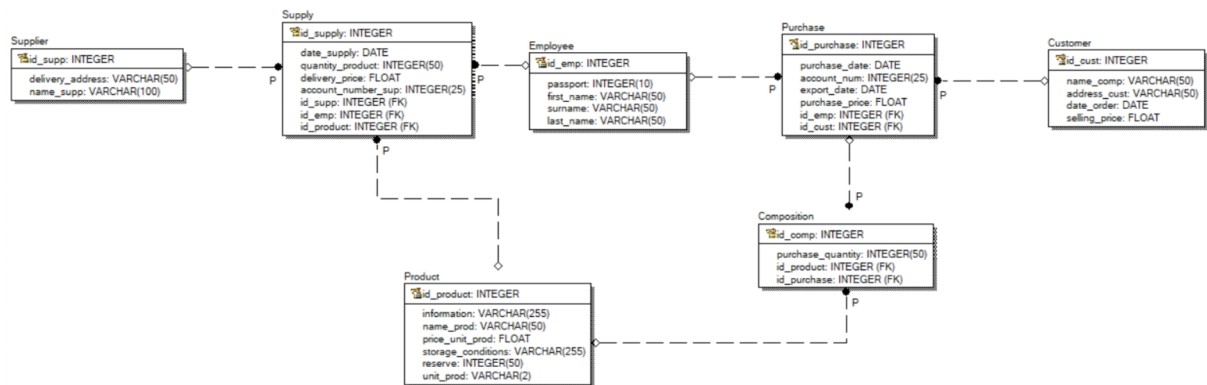 Supplier
id_supp: INTEGER
delivery_address: VARCHAR(50)
name_supp: VARCHAR(100)
P
Supply
id_supply: INTEGER
date_supply: DATE
quantity_product: INTEGER(50)
delivery_price: FLOAT
account_number_sup: INTEGER(25)
id_supp: INTEGER (FK)
id_emp: INTEGER (FK)
id_product: INTEGER (FK)
P
P
Employee
id_emp: INTEGER
passport: INTEGER(10)
first_name: VARCHAR(50)
surname: VARCHAR(50)
last_name: VARCHAR(50)
P
Purchase
id_purchase: INTEGER
purchase_date: DATE
account_num: INTEGER(25)
export_date: DATE
purchase_price: FLOAT
id_emp: INTEGER (FK)
id_cust: INTEGER (FK)
P
Customer
id_cust: INTEGER
name_comp: VARCHAR(50)
address_cust: VARCHAR(50)
date_order: DATE
selling_price: FLOAT
P
Composition
id_comp: INTEGER
purchase_quantity: INTEGER(50)
id_product: INTEGER (FK)
id_purchase: INTEGER (FK)
P
Product
id_product: INTEGER
information: VARCHAR(255)
name_prod: VARCHAR(50)
price_unit_prod: FLOAT
storage_conditions: VARCHAR(255)
reserve: INTEGER(50)
unit_prod: VARCHAR(2)